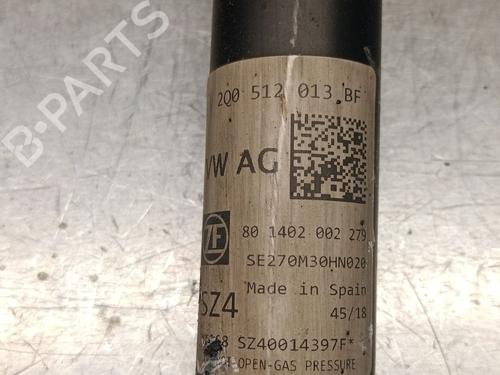 B-PARTS
2Q0 512 013 BF
VW AG
ZF
80 1402 002 279
SE270M30HN020
Made in Spain
SZ4
45/18
SZ40014397F*
OPEN-GAS PRESSURE